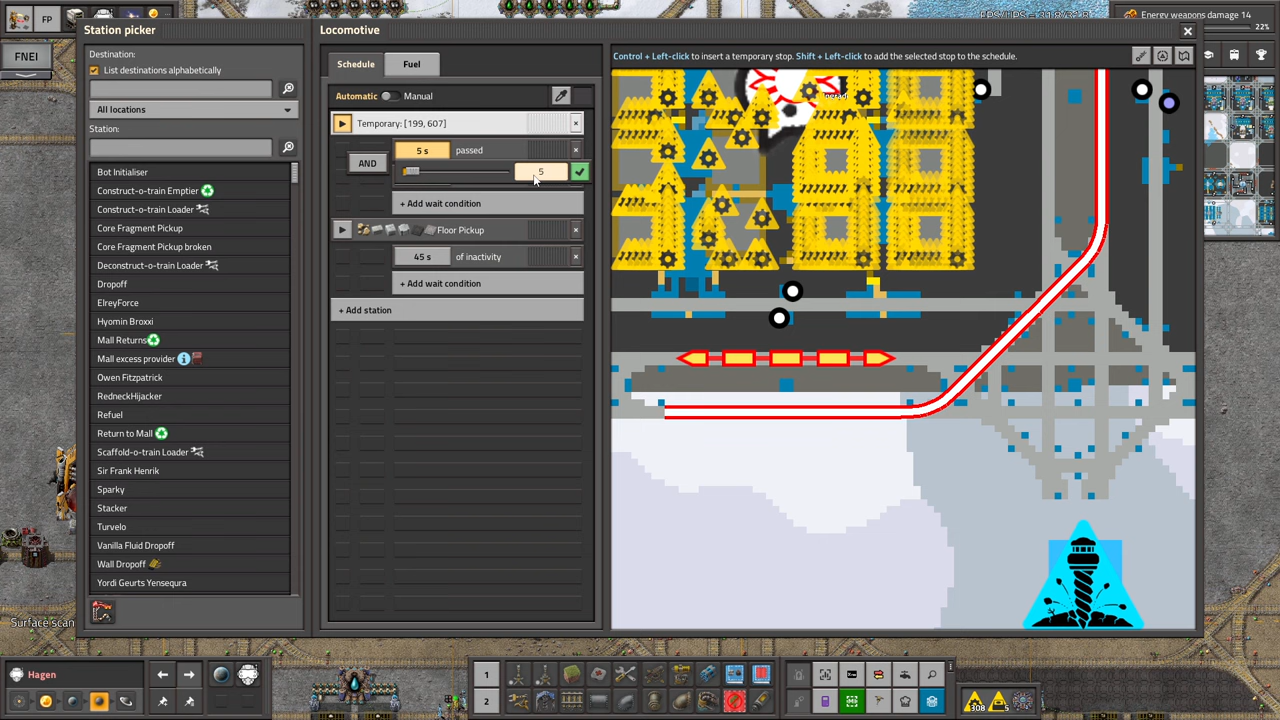 FP
Energy weapons damage 14
22%
FNEI
Station picker
Destination:
List destinations alphabetically
All locations
Station:
Bot Initialiser
Construct-o-train Emptier
Construct-o-train Loader
Core Fragment Pickup
Core Fragment Pickup broken
Deconstruct-o-train Loader
Dropoff
ElreyForce
Hyomin Broxxi
Mall Returns
Mall excess provider
Owen Fitzpatrick
RedneckHijacker
Refuel
Return to Mall
Scaffold-o-train Loader
Sir Frank Henrik
Sparky
Stacker
Turvelo
Vanilla Fluid Dropoff
Wall Dropoff
Yordi Geurts Yensequra
Locomotive
Schedule
Fuel
Automatic
Manual
Temporary: [199, 607]
5 s passed
AND
5
+ Add wait condition
Floor Pickup
45 s of inactivity
+ Add wait condition
+ Add station
Control + Left-click to insert a temporary stop. Shift + Left-click to add the selected stop to the schedule.
Surface scan
Hagen
1
2
308